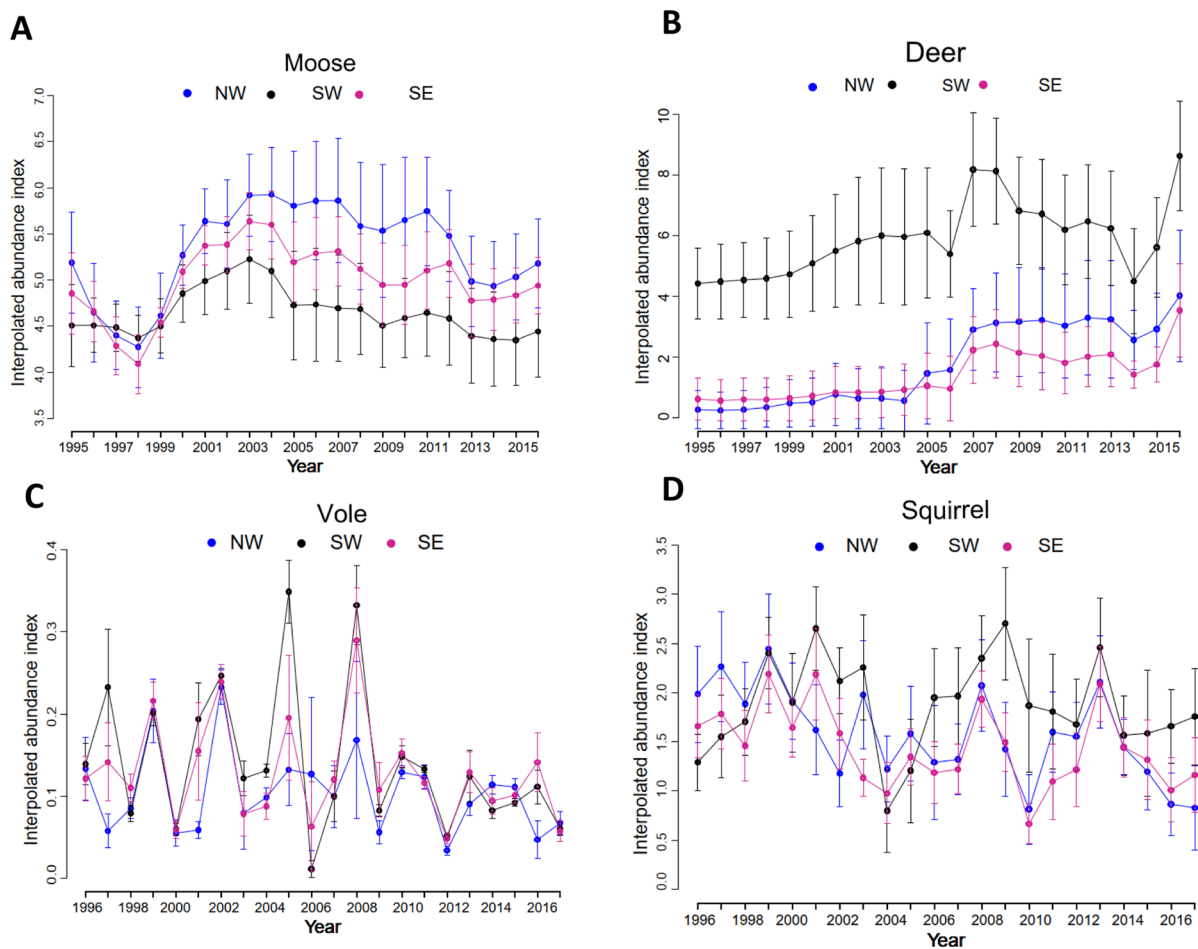 A
Moose
NW SW SE
Interpolated abundance index
7.0
6.5
6.0
5.5
5.0
4.5
4.0
3.5
1995 1997 1999 2001 2003 2005 2007 2009 2011 2013 2015
Year
B
Deer
NW SW SE
Interpolated abundance index
10
8
6
4
2
0
1995 1997 1999 2001 2003 2005 2007 2009 2011 2013 2015
Year
C
Vole
NW SW SE
Interpolated abundance index
0.4
0.3
0.2
0.1
0.0
1996 1998 2000 2002 2004 2006 2008 2010 2012 2014 2016
Year
D
Squirrel
NW SW SE
Interpolated abundance index
3.5
3.0
2.5
2.0
1.5
1.0
0.5
0.0
1996 1998 2000 2002 2004 2006 2008 2010 2012 2014 2016
Year